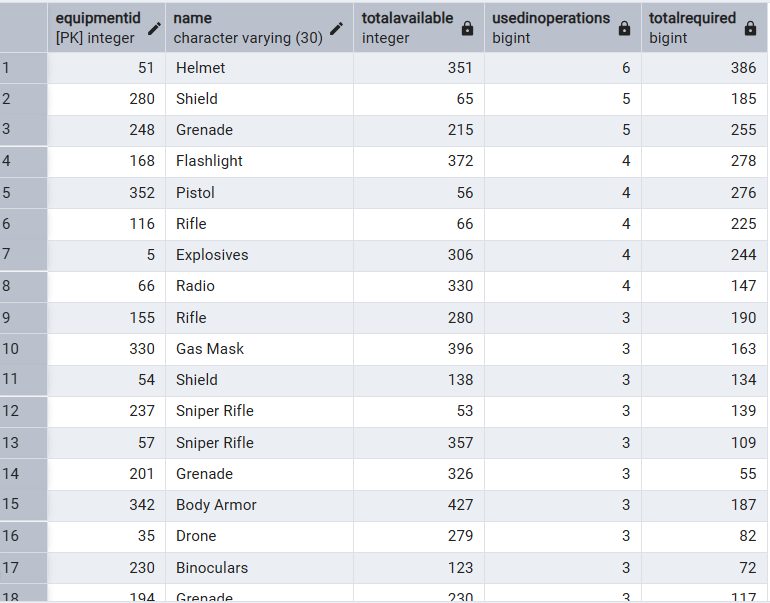 equipmentid name totalavailable usedinoperations totalrequired
[PK] integer character varying (30) integer bigint bigint
1 51 Helmet 351 6 386
2 280 Shield 65 5 185
3 248 Grenade 215 5 255
4 168 Flashlight 372 4 278
5 352 Pistol 56 4 276
6 116 Rifle 66 4 225
7 5 Explosives 306 4 244
8 66 Radio 330 4 147
9 155 Rifle 280 3 190
10 330 Gas Mask 396 3 163
11 54 Shield 138 3 134
12 237 Sniper Rifle 53 3 139
13 57 Sniper Rifle 357 3 109
14 201 Grenade 326 3 55
15 342 Body Armor 427 3 187
16 35 Drone 279 3 82
17 230 Binoculars 123 3 72
18 194 Grenade 230 3 117